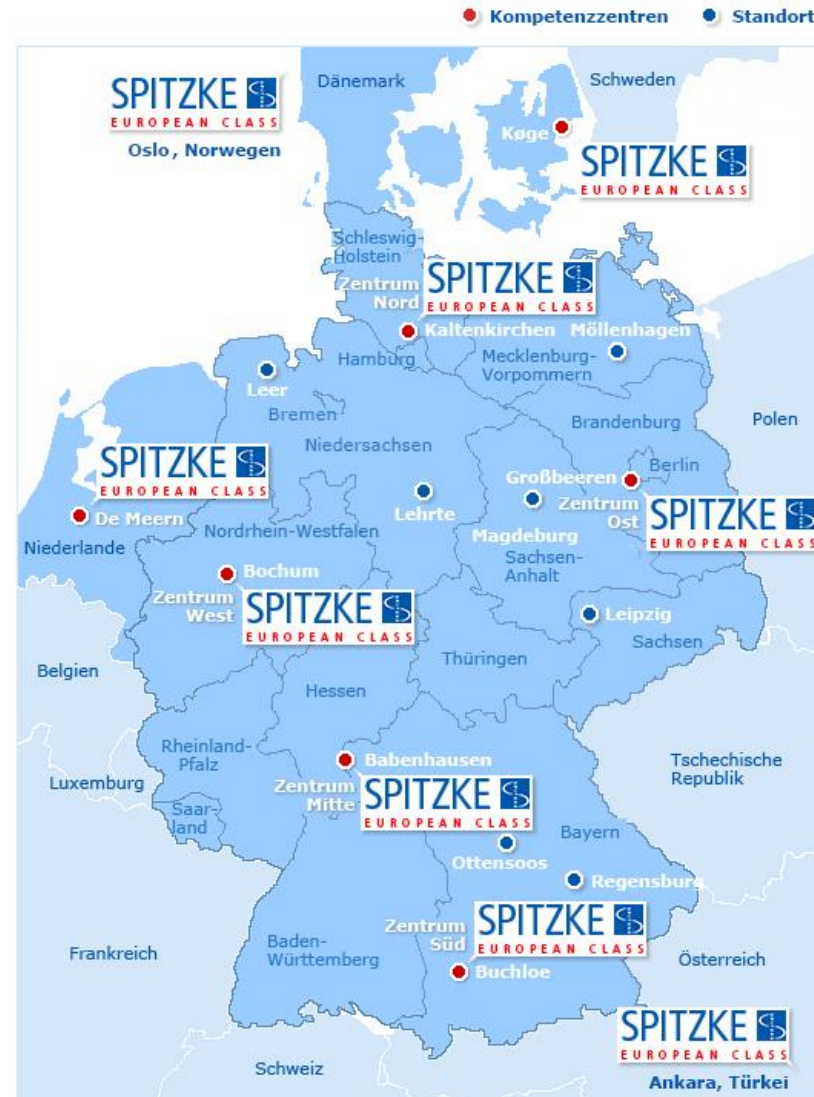 Kompetenzzentren
Standort
Dänemark
Schweden
SPITZKE
EUROPEAN CLASS
Oslo, Norwegen
Køge
SPITZKE
EUROPEAN CLASS
Schleswig-
Holstein
Zentrum
Nord
SPITZKE
EUROPEAN CLASS
Kaltenkirchen
Möllenhagen
Hamburg
Mecklenburg-
Vorpommern
Leer
Bremen
Brandenburg
Polen
Niedersachsen
SPITZKE
EUROPEAN CLASS
De Meern
Niederlande
Lehrte
Großbeeren
Berlin
Zentrum
Ost
SPITZKE
EUROPEAN CLASS
Magdeburg
Nordrhein-Westfalen
Sachsen-
Anhalt
Bochum
Zentrum
West
SPITZKE
EUROPEAN CLASS
Leipzig
Sachsen
Belgien
Thüringen
Hessen
Rheinland-
Pfalz
Babenhausen
Zentrum
Mitte
SPITZKE
EUROPEAN CLASS
Tschechische
Republik
Luxemburg
Saar-
land
Bayern
Ottensoos
Regensburg
Zentrum
Süd
SPITZKE
EUROPEAN CLASS
Buchloe
Frankreich
Baden-
Württemberg
Österreich
SPITZKE
EUROPEAN CLASS
Ankara, Türkei
Schweiz